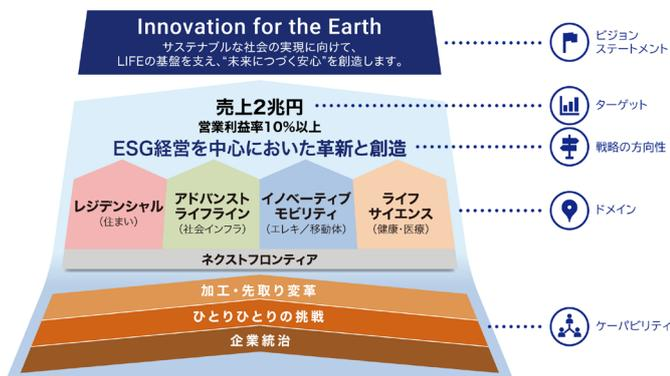 Innovation for the Earth
サステナブルな社会の実現に向けて、
LIFEの基盤を支え、“未来につづく安心”を創造します。
ビジョン
ステートメント
売上2兆円
営業利益率10%以上
ターゲット
ESG経営を中心においた革新と創造
戦略の方向性
レジデンシャル
（住まい）
アドバンスト
ライフライン
（社会インフラ）
イノベーティブ
モビリティ
（エレキ／移動体）
ライフ
サイエンス
（健康・医療）
ドメイン
ネクストフロンティア
加工・先取り変革
ひとりひとりの挑戦
企業統治
ケーパビリティ